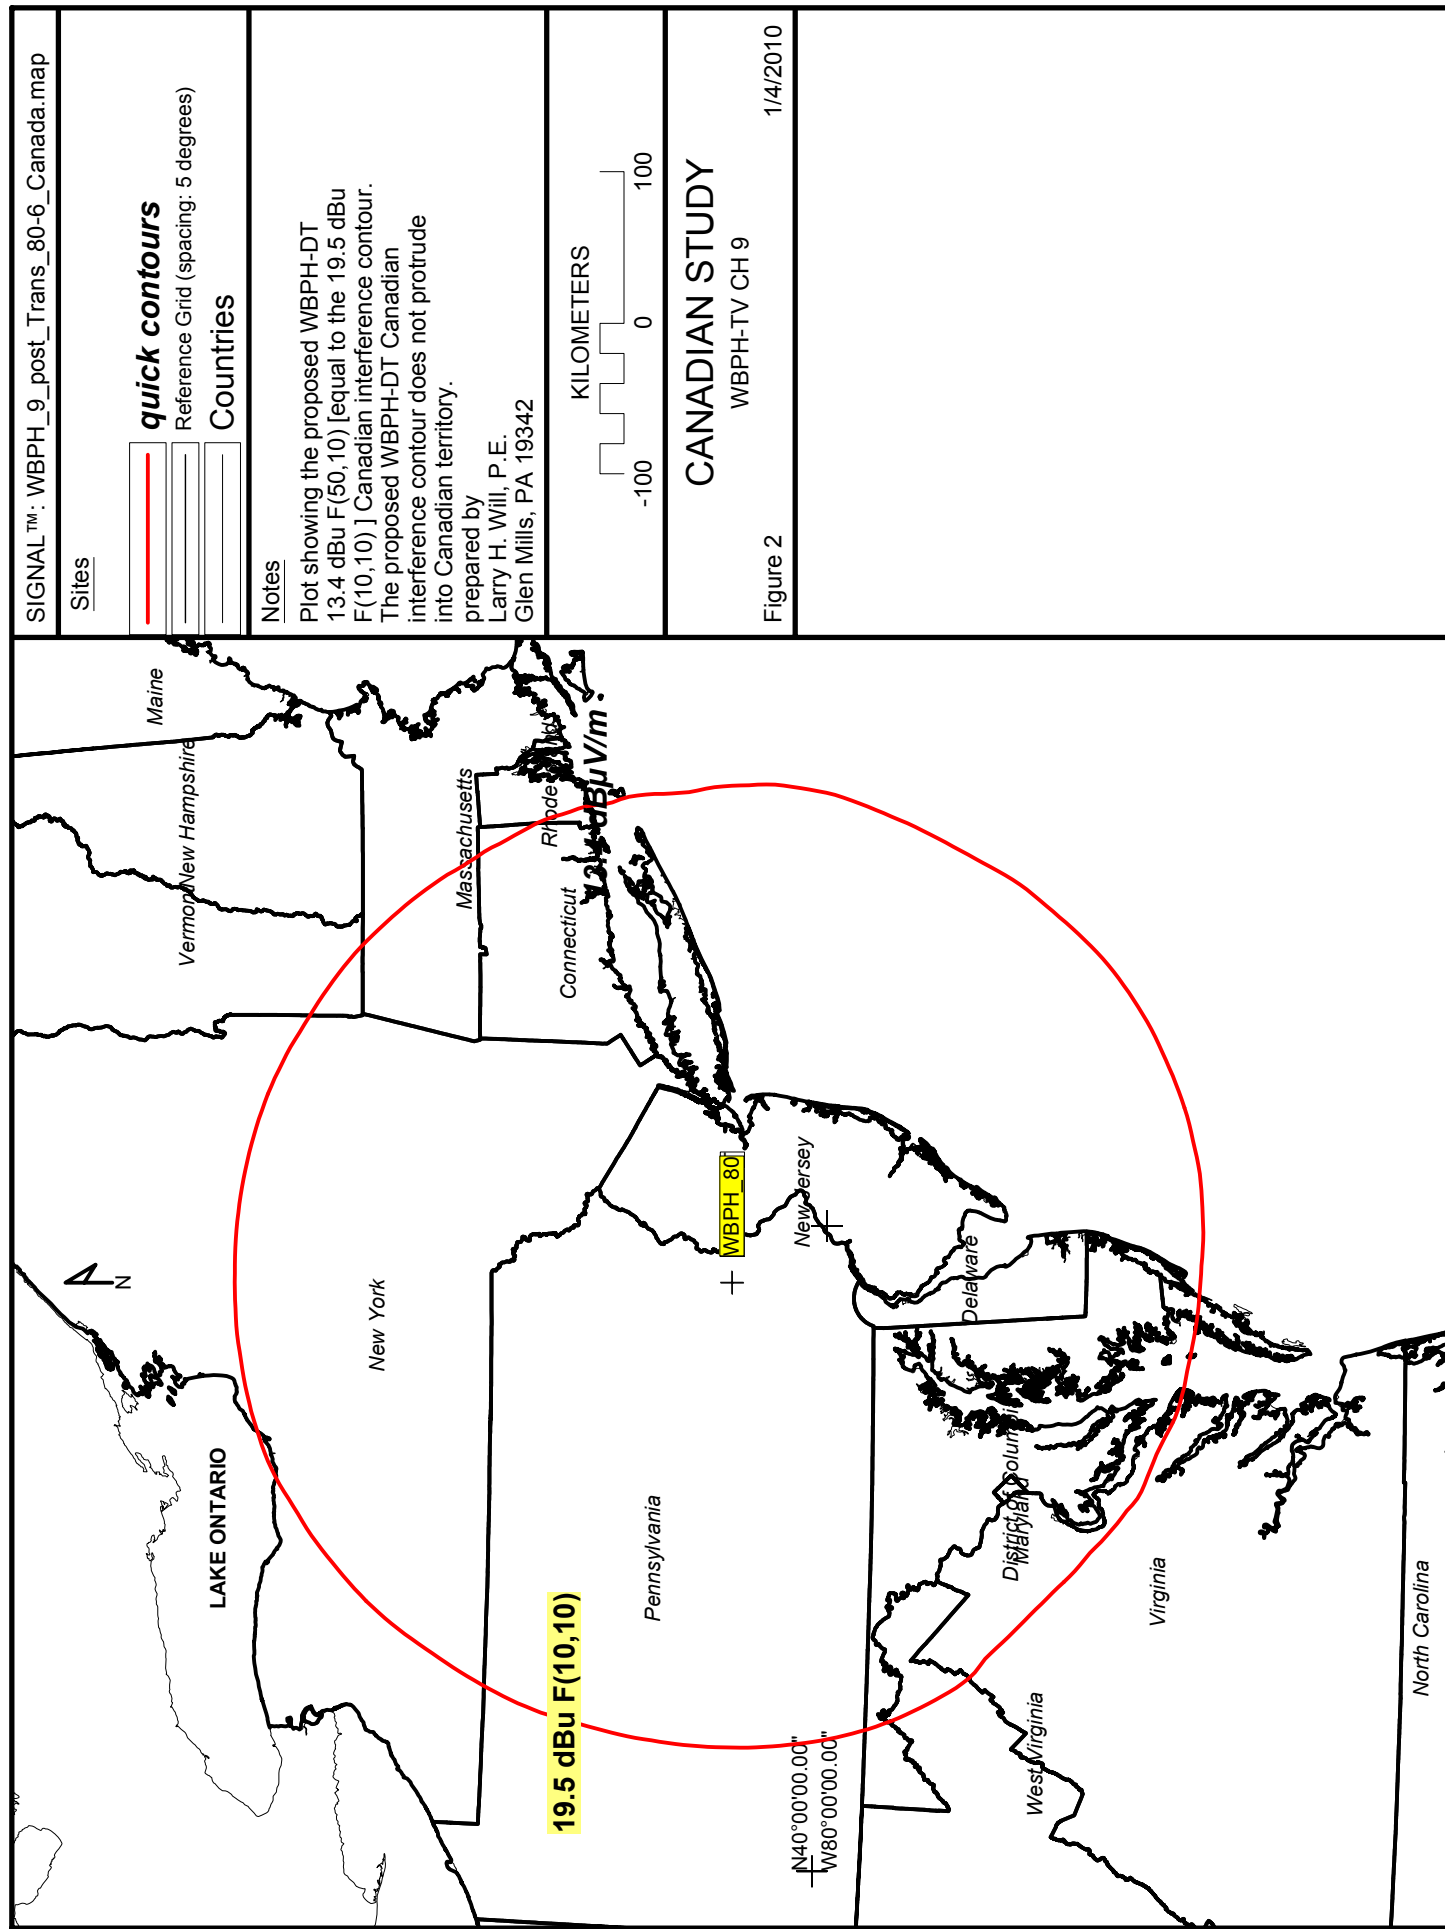 SIGNAL™: WBPH_9_post_Trans_80-6_Canada.map
Sites
quick contours
Reference Grid (spacing: 5 degrees)
Countries
Notes
Plot showing the proposed WBPH-DT
13.4 dBu F(50,10) [equal to the 19.5 dBu
F(10,10) ] Canadian interference contour.
The proposed WBPH-DT Canadian
interference contour does not protrude
into Canadian territory.
prepared by
Larry H. Will, P.E.
Glen Mills, PA 19342
KILOMETERS
-100 0 100
CANADIAN STUDY
WBPH-TV CH 9
Figure 2 1/4/2010
Maine
Vermont
New Hampshire
Massachusetts
Rhode
dBµV/m
Connecticut
N
New York
LAKE ONTARIO
WBPH_80
New Jersey
Delaware
Pennsylvania
19.5 dBu F(10,10)
District of Columbia
Maryland
Virginia
West Virginia
North Carolina
N40°00'00.00"
W80°00'00.00"